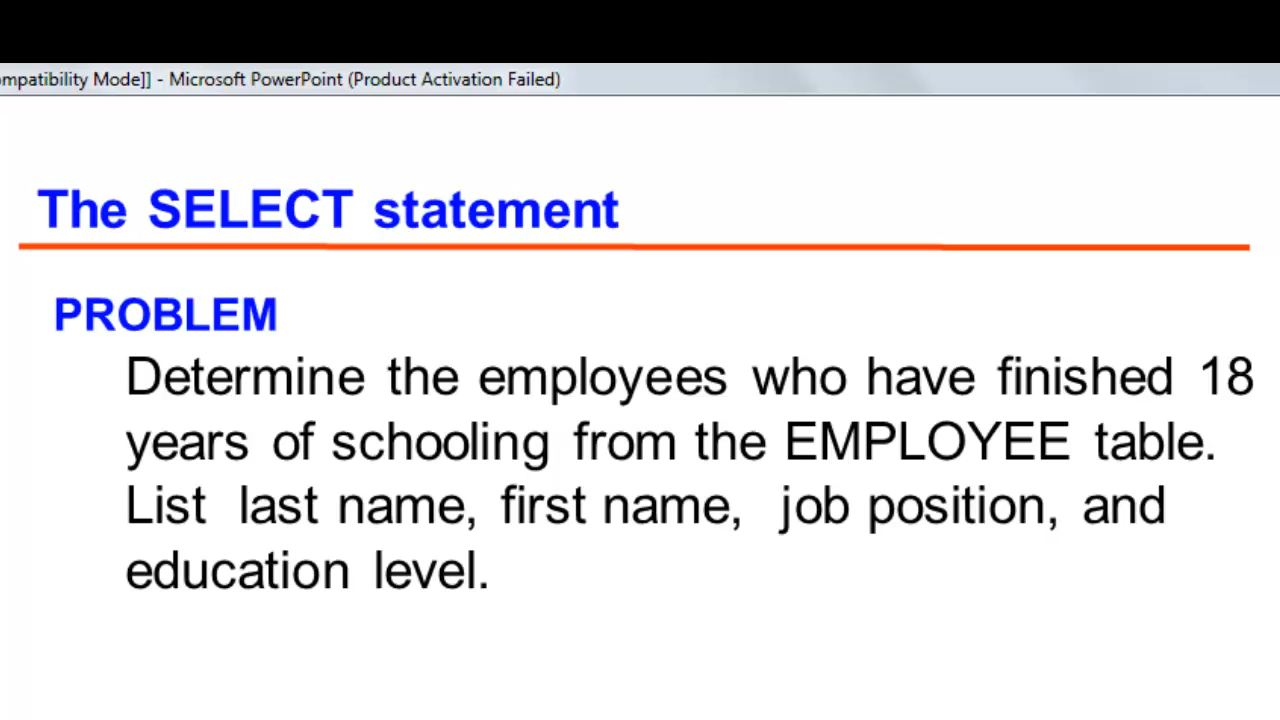 ompatibility Mode]] - Microsoft PowerPoint (Product Activation Failed)
The SELECT statement
PROBLEM
Determine the employees who have finished 18
years of schooling from the EMPLOYEE table.
List last name, first name, job position, and
education level.